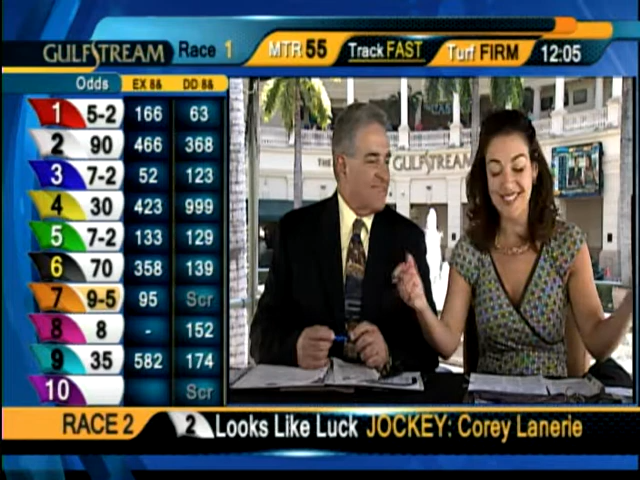 GULFSTREAM Race 1 MTR 55 Track FAST Turf FIRM 12:05
Odds EX 8& DD 8&
1 5-2 166 63
2 90 466 368
3 7-2 52 123
4 30 423 999
5 7-2 133 129
6 70 358 139
7 9-5 95 Scr
8 8 - 152
9 35 582 174
10 Scr
THE
GULFSTREAM
RACE 2 2 Looks Like Luck JOCKEY: Corey Lanerie